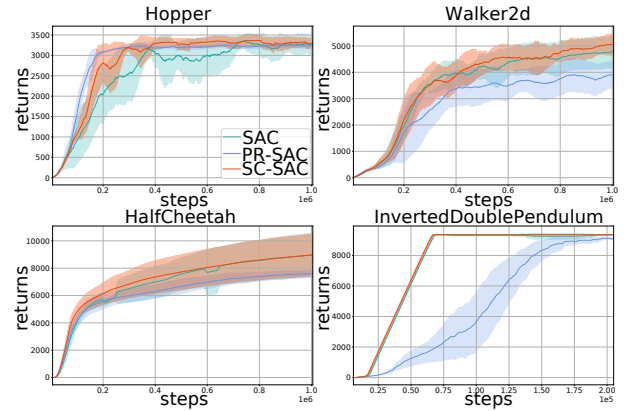 Hopper
3500
3000
2500
2000
1500
1000
500
0
returns
SAC
PR-SAC
SC-SAC
0.2
0.4
0.6
0.8
1.0
1e6
steps
Walker2d
5000
4000
3000
2000
1000
0
returns
0.2
0.4
0.6
0.8
1.0
1e6
steps
HalfCheetah
10000
8000
6000
4000
2000
0
returns
0.2
0.4
0.6
0.8
1.0
1e6
steps
InvertedDoublePendulum
8000
6000
4000
2000
0
returns
0.25
0.50
0.75
1.00
1.25
1.50
1.75
2.00
1e5
steps